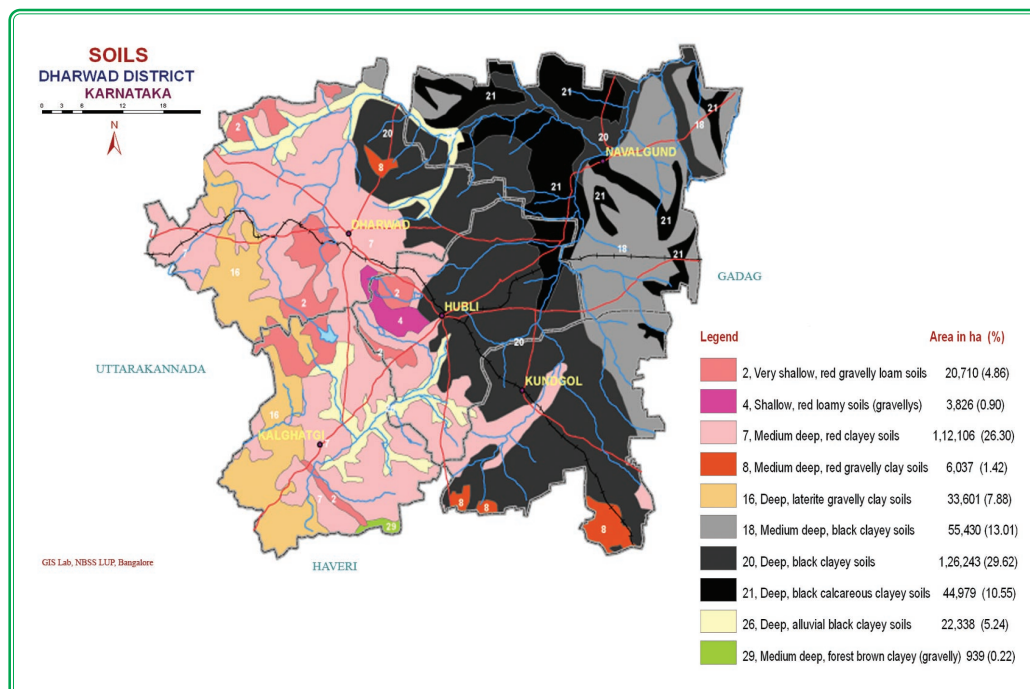 SOILS
DHARWAD DISTRICT
KARNATAKA
0 3 6 12 18
N
2
20
8
21
21
21
16
20
NAVALGUND
21
21
18
21
DHARWAD
7
7
16
2
2
4
HUBLI
GADAG
20
2
UTTARAKANNADA
KUNDGOL
16
KALGHATGI
7
7
2
29
8
8
8
HAVERI
GIS Lab, NBSS LUP, Bangalore
Legend Area in ha (%)
2, Very shallow, red gravelly loam soils 20,710 (4.86)
4, Shallow, red loamy soils (gravellys) 3,826 (0.90)
7, Medium deep, red clayey soils 1,12,106 (26.30)
8, Medium deep, red gravelly clay soils 6,037 (1.42)
16, Deep, laterite gravelly clay soils 33,601 (7.88)
18, Medium deep, black clayey soils 55,430 (13.01)
20, Deep, black clayey soils 1,26,243 (29.62)
21, Deep, black calcareous clayey soils 44,979 (10.55)
26, Deep, alluvial black clayey soils 22,338 (5.24)
29, Medium deep, forest brown clayey (gravelly) 939 (0.22)